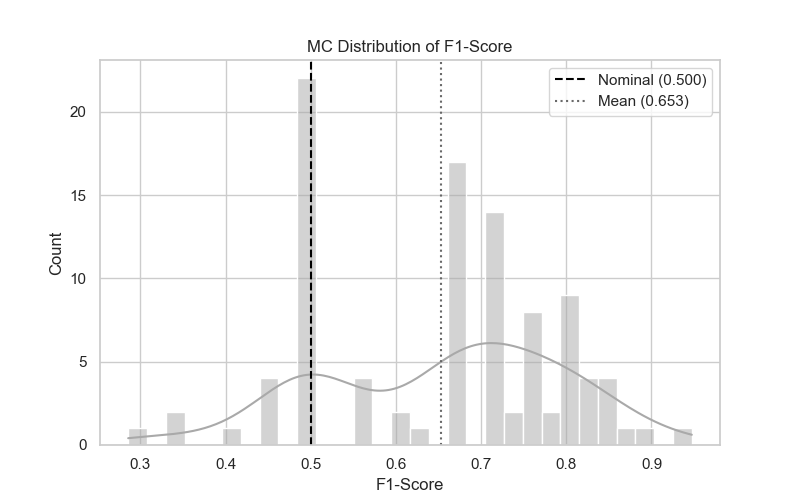 MC Distribution of F1-Score
Nominal (0.500)
Mean (0.653)
Count
20
15
10
5
0
0.3 0.4 0.5 0.6 0.7 0.8 0.9
F1-Score